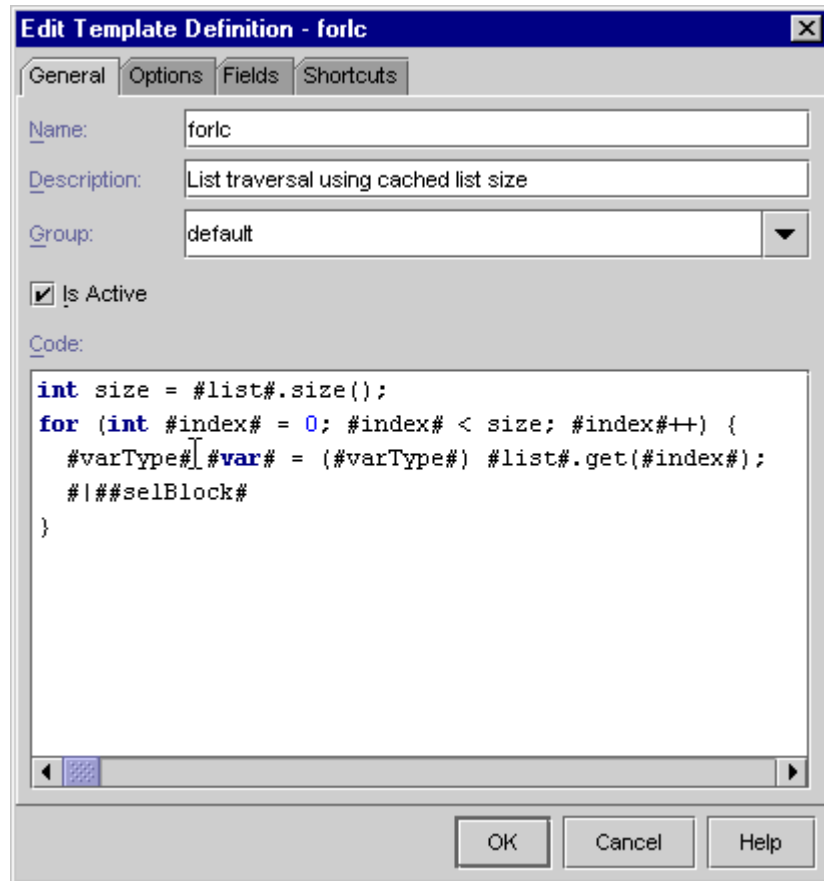 Edit Template Definition - forlc
General Options Fields Shortcuts
Name: forlc
Description: List traversal using cached list size
Group: default
Is Active
Code:
int size = #list#.size();
for (int #index# = 0; #index# < size; #index#++) {
  #varType# #var# = (#varType#) #list#.get(#index#);
  #|##selBlock#
}
OK Cancel Help